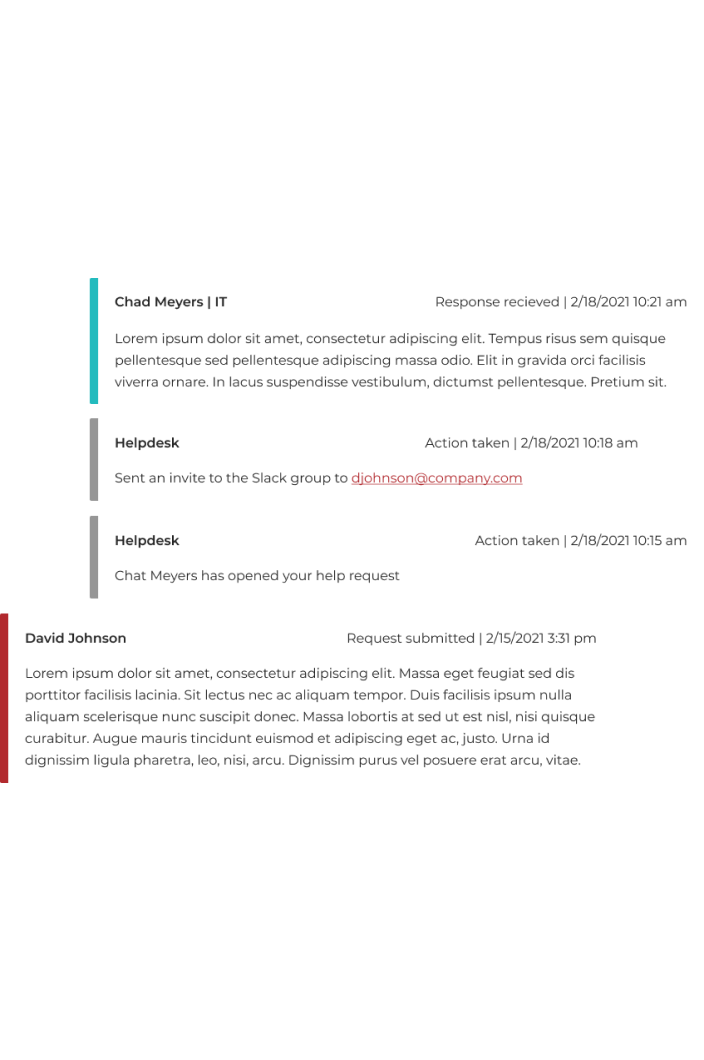 Chad Meyers | IT Response recieved | 2/18/2021 10:21 am
Lorem ipsum dolor sit amet, consectetur adipiscing elit. Tempus risus sem quisque
pellentesque sed pellentesque adipiscing massa odio. Elit in gravida orci facilisis
viverra ornare. In lacus suspendisse vestibulum, dictumst pellentesque. Pretium sit.
Helpdesk Action taken | 2/18/2021 10:18 am
Sent an invite to the Slack group to djohnson@company.com
Helpdesk Action taken | 2/18/2021 10:15 am
Chat Meyers has opened your help request
David Johnson Request submitted | 2/15/2021 3:31 pm
Lorem ipsum dolor sit amet, consectetur adipiscing elit. Massa eget feugiat sed dis
porttitor facilisis lacinia. Sit lectus nec ac aliquam tempor. Duis facilisis ipsum nulla
aliquam scelerisque nunc suscipit donec. Massa lobortis at sed ut est nisl, nisi quisque
curabitur. Augue mauris tincidunt euismod et adipiscing eget ac, justo. Urna id
dignissim ligula pharetra, leo, nisi, arcu. Dignissim purus vel posuere erat arcu, vitae.